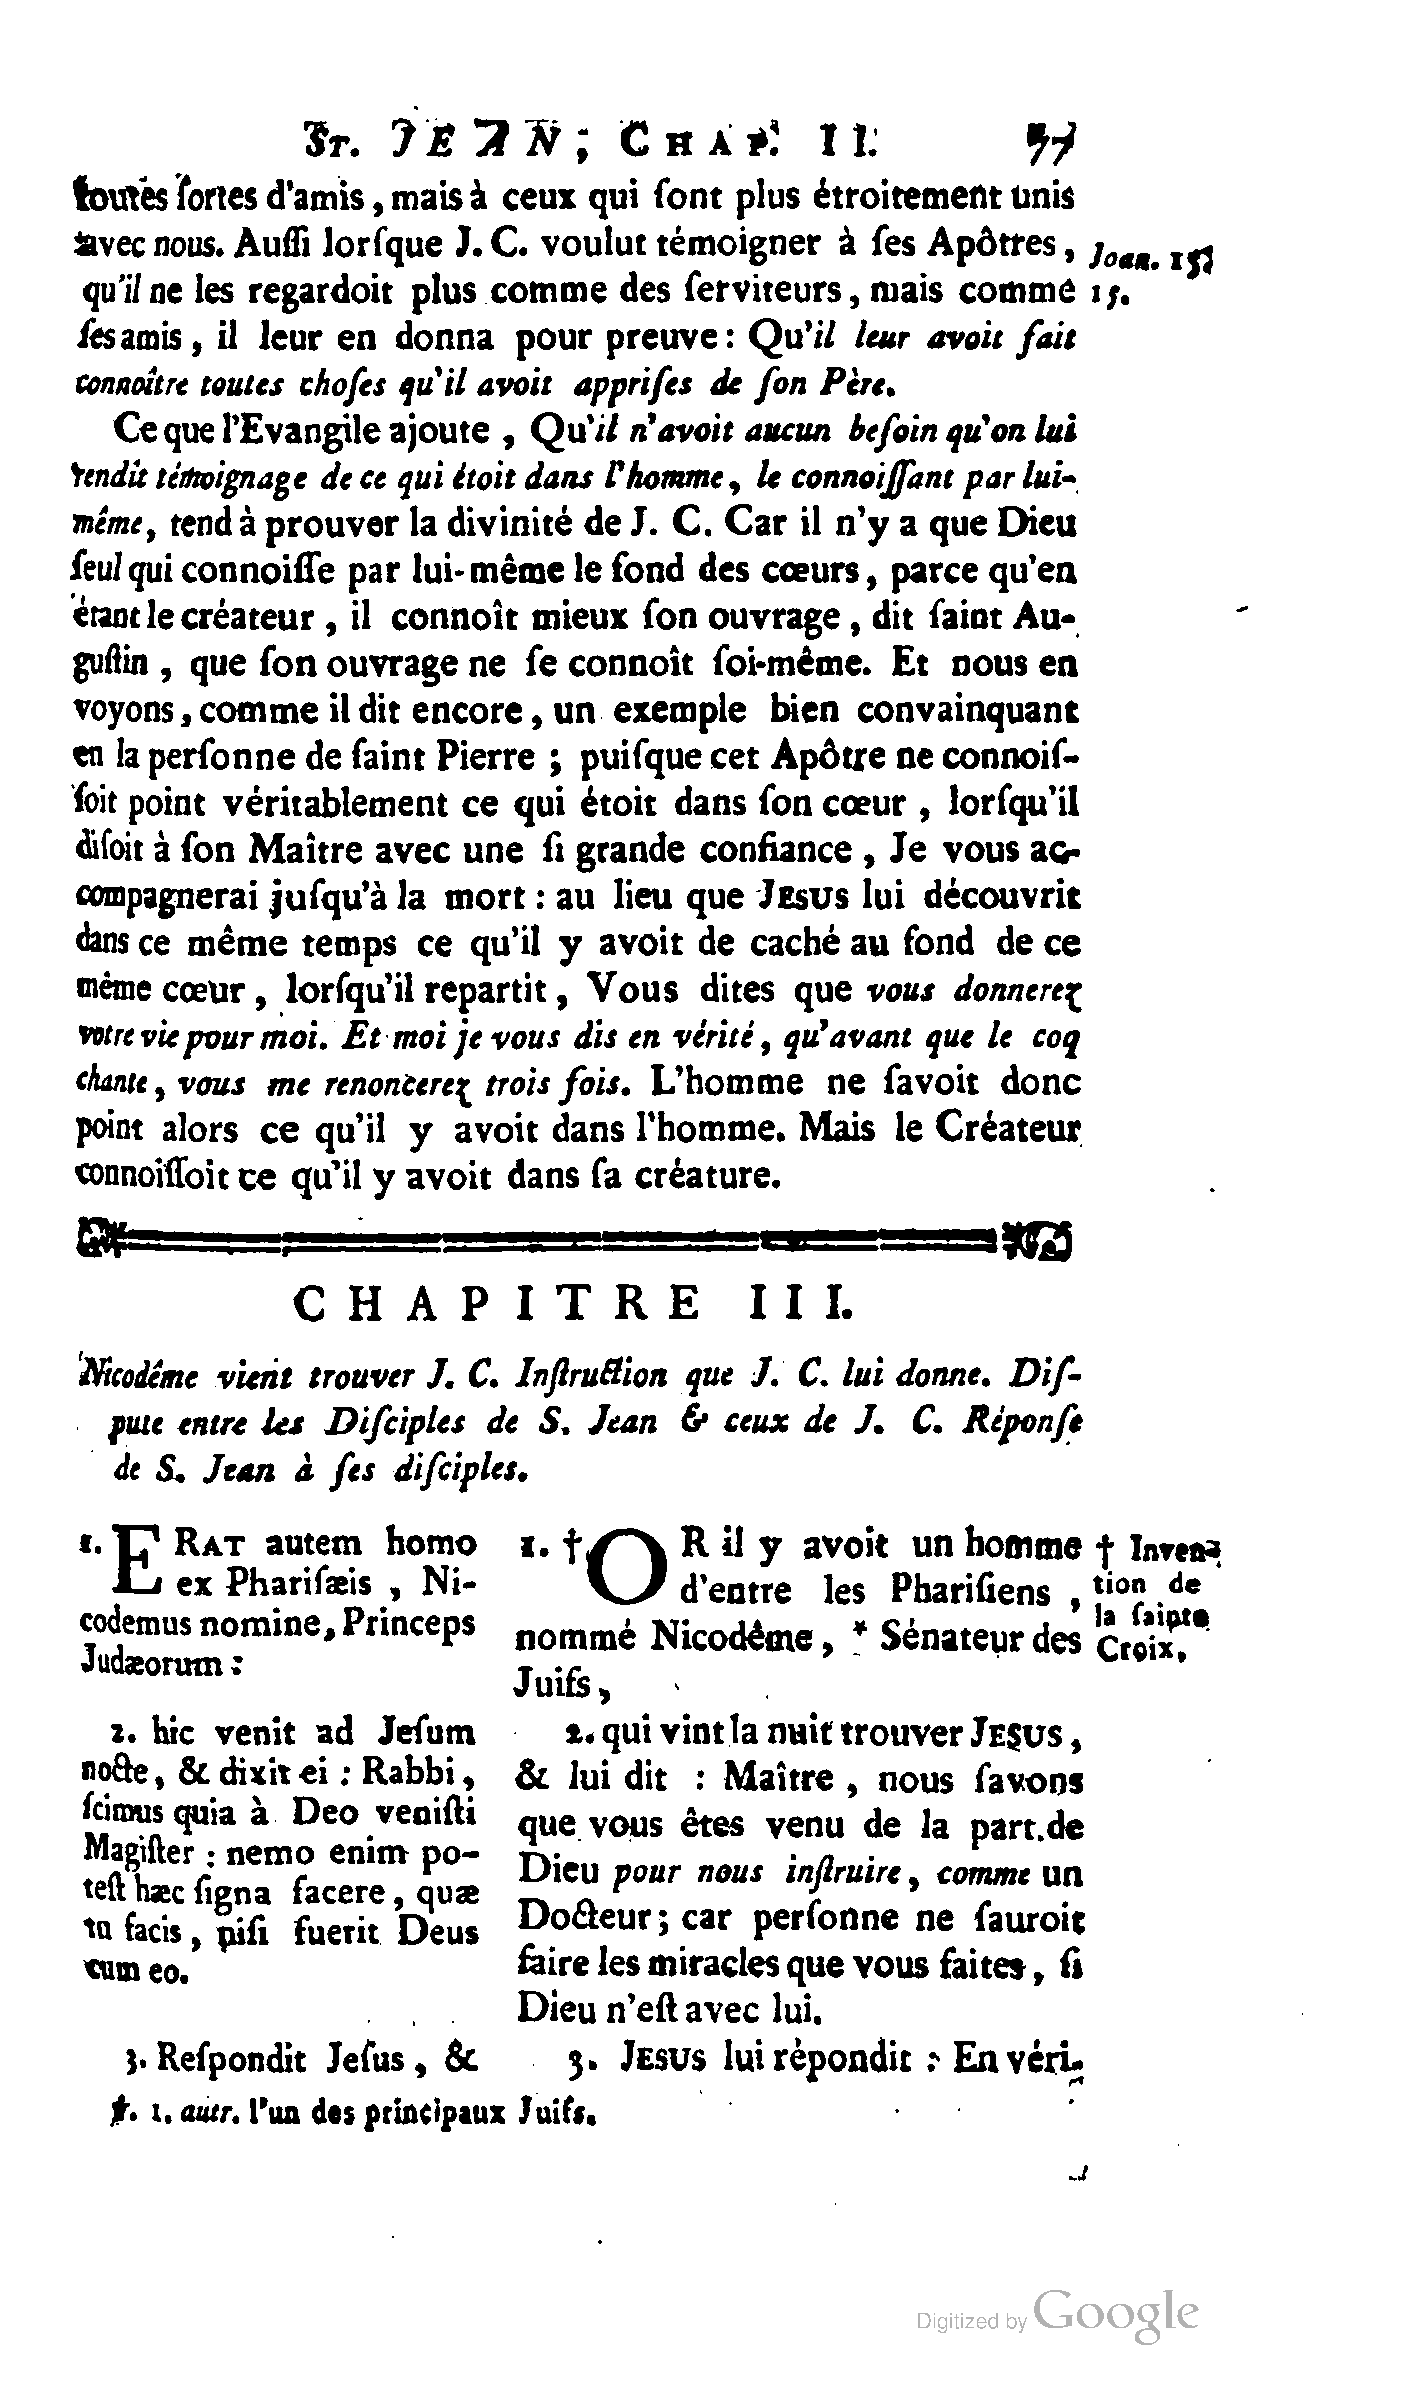 ST. JEAN, CHAP. II. 57
toutes ſortes d'amis, mais à ceux qui ſont plus étroitement unis
avec nous. Auſſi lorſque J. C. voulut témoigner à ſes Apôtres,
Joan. 15.
qu'il ne les regardoit plus comme des ſerviteurs, mais comme
15.
ſes amis, il leur en donna pour preuve: Qu'il leur avoit fait
connoître toutes choſes qu'il avoit appriſes de ſon Père.
Ce que l'Evangile ajoute, Qu'il n'avoit aucun beſoin qu'on lui
rendît témoignage de ce qui étoit dans l'homme, le connoiſſant par lui-
même, tend à prouver la divinité de J. C. Car il n'y a que Dieu
ſeul qui connoiſſe par lui-même le fond des cœurs, parce qu'en
étant le créateur, il connoît mieux ſon ouvrage, dit ſaint Au-
guſtin, que ſon ouvrage ne ſe connoît ſoi-même. Et nous en
voyons, comme il dit encore, un exemple bien convainquant
en la perſonne de ſaint Pierre; puiſque cet Apôtre ne connoiſ-
ſoit point véritablement ce qui étoit dans ſon cœur, lorſqu'il
diſoit à ſon Maître avec une ſi grande confiance, Je vous ac-
compagnerai juſqu'à la mort: au lieu que JESUS lui découvrit
dans ce même temps ce qu'il y avoit de caché au fond de ce
même cœur, lorſqu'il repartit, Vous dites que vous donnerez
votre vie pour moi. Et moi je vous dis en vérité, qu'avant que le coq
chante, vous me renoncerez trois fois. L'homme ne ſavoit donc
point alors ce qu'il y avoit dans l'homme. Mais le Créateur
connoiſſoit ce qu'il y avoit dans ſa créature.
CHAPITRE III.
Nicodême vient trouver J. C. Inſtruction que J. C. lui donne. Diſ-
pute entre les Diſciples de S. Jean & ceux de J. C. Réponſe
de S. Jean à ſes diſciples.
1. ERAT autem homo
ex Phariſæis, Ni-
codemus nomine, Princeps
Judæorum:
2. hic venit ad Jeſum
nocte, & dixit ei: Rabbi,
ſcimus quia à Deo veniſti
Magiſter: nemo enim po-
teſt hæc ſigna facere, quæ
tu facis, niſi fuerit Deus
cum eo.
3. Reſpondit Jeſus, &
1. † OR il y avoit un homme
d'entre les Phariſiens,
nommé Nicodême, * Sénateur des
Juifs,
2. qui vint la nuit trouver JESUS,
& lui dit: Maître, nous ſavons
que vous êtes venu de la part de
Dieu pour nous inſtruire, comme un
Docteur; car perſonne ne ſauroit
faire les miracles que vous faites, ſi
Dieu n'eſt avec lui.
3. JESUS lui répondit: En véri-
† Inven-
tion de
la ſainte
Croix.
℣. 1. autr. l'un des principaux Juifs.
Digitized by Google